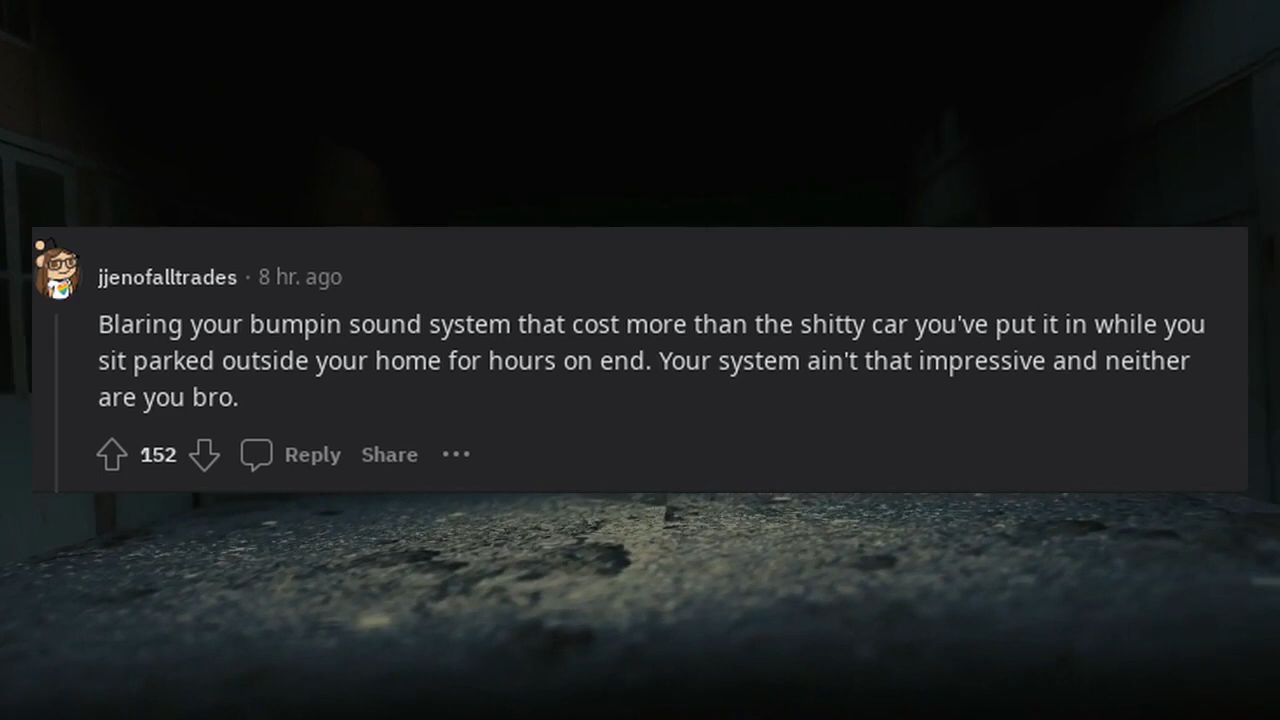 jjenofalltrades · 8 hr. ago
Blaring your bumpin sound system that cost more than the shitty car you've put it in while you
sit parked outside your home for hours on end. Your system ain't that impressive and neither
are you bro.
152 Reply Share ···